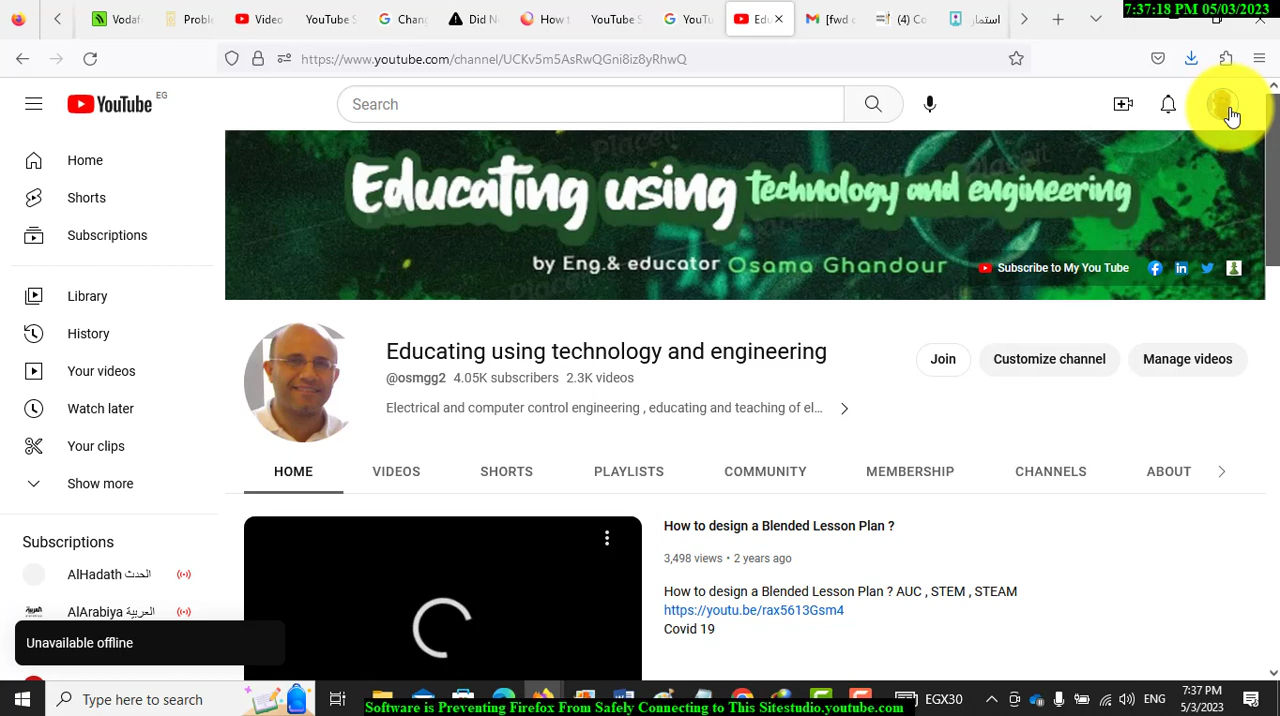 7:37:18 PM 05/03/2023
Vodaf
Proble
Video
YouTube S
Chan
Did I
How t
YouTube S
YouTu
Edu
[fwd
(4) Co
استمار
https://www.youtube.com/channel/UCKv5m5AsRwQGni8iz8yRhwQ
YouTube EG
Search
Home
Shorts
Subscriptions
Library
History
Your videos
Watch later
Your clips
Show more
Subscriptions
AlHadath الحدث
AlArabiya العربية
Unavailable offline
Educating using technology and engineering
by Eng.& educator Osama Ghandour
Subscribe to My You Tube
Educating using technology and engineering
@osmgg2 4.05K subscribers 2.3K videos
Electrical and computer control engineering , educating and teaching of el...
Join
Customize channel
Manage videos
HOME VIDEOS SHORTS PLAYLISTS COMMUNITY MEMBERSHIP CHANNELS ABOUT
How to design a Blended Lesson Plan ?
3,498 views • 2 years ago
How to design a Blended Lesson Plan ? AUC , STEM , STEAM
https://youtu.be/rax5613Gsm4
Covid 19
Type here to search
EGX30
ENG
7:37 PM
5/3/2023
Software is Preventing Firefox From Safely Connecting to This Sitestudio.youtube.com